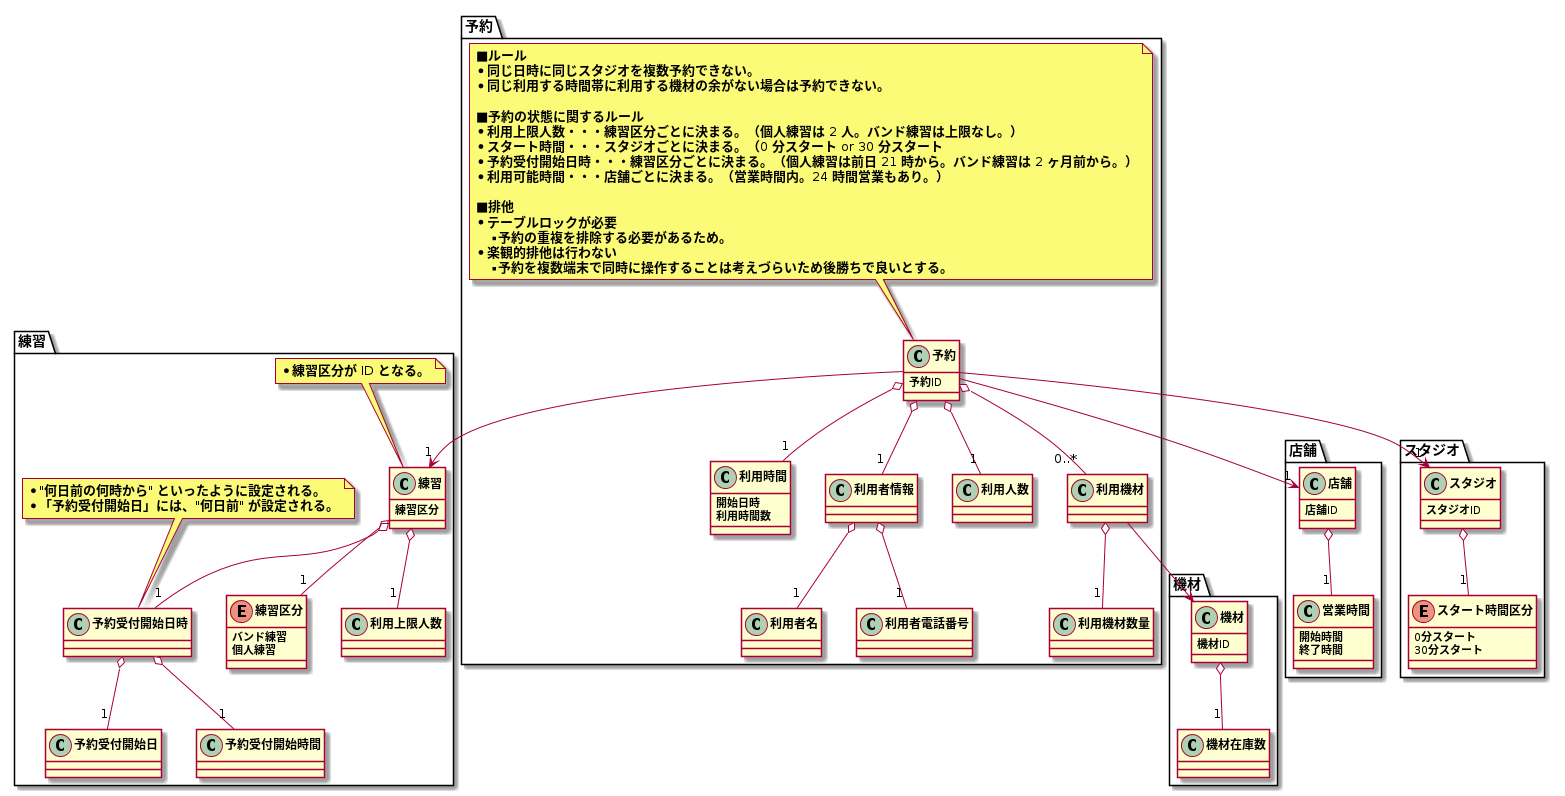 予約
■ルール
•同じ日時に同じスタジオを複数予約できない。
•同じ利用する時間帯に利用する機材の余がない場合は予約できない。
■予約の状態に関するルール
•利用上限人数・・・練習区分ごとに決まる。（個人練習は 2 人。バンド練習は上限なし。）
•スタート時間・・・スタジオごとに決まる。（0 分スタート or 30 分スタート
•予約受付開始日時・・・練習区分ごとに決まる。（個人練習は前日 21 時から。バンド練習は 2 ヶ月前から。）
•利用可能時間・・・店舗ごとに決まる。（営業時間内。24 時間営業もあり。）
■排他
•テーブルロックが必要
▪予約の重複を排除する必要があるため。
•楽観的排他は行わない
▪予約を複数端末で同時に操作することは考えづらいため後勝ちで良いとする。
C 予約
予約ID
1
C 利用時間
開始日時
利用時間数
1
C 利用者情報
1
C 利用人数
0..*
C 利用機材
1
C 利用者名
1
C 利用者電話番号
1
C 利用機材数量
練習
•練習区分が ID となる。
1
C 練習
練習区分
•"何日前の何時から" といったように設定される。
•「予約受付開始日」には、"何日前" が設定される。
1
C 予約受付開始日時
1
E 練習区分
バンド練習
個人練習
1
C 利用上限人数
1
C 予約受付開始日
1
C 予約受付開始時間
機材
C 機材
機材ID
1
C 機材在庫数
店舗
1
C 店舗
店舗ID
1
C 営業時間
開始時間
終了時間
スタジオ
1
C スタジオ
スタジオID
1
E スタート時間区分
0分スタート
30分スタート